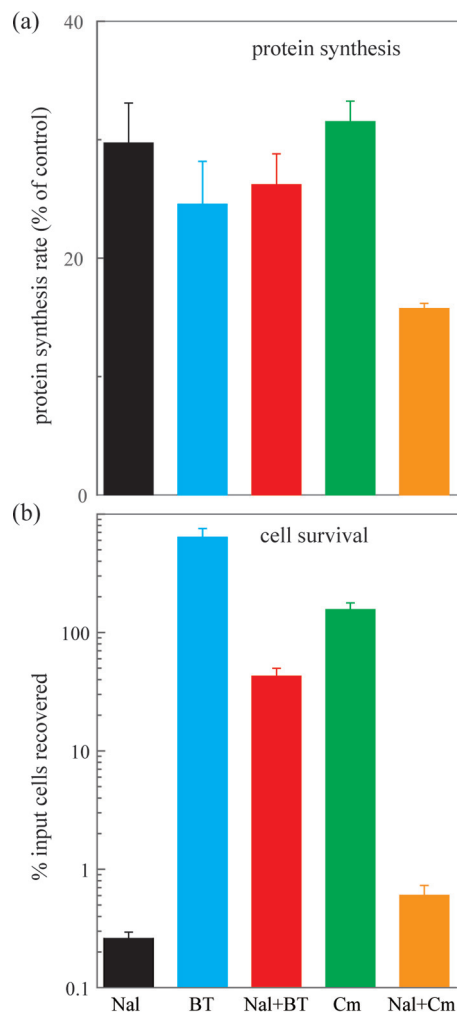 (a)
protein synthesis
protein synthesis rate (% of control)
40
20
0
(b)
cell survival
% input cells recovered
100
10
1
0.1
Nal BT Nal+BT Cm Nal+Cm